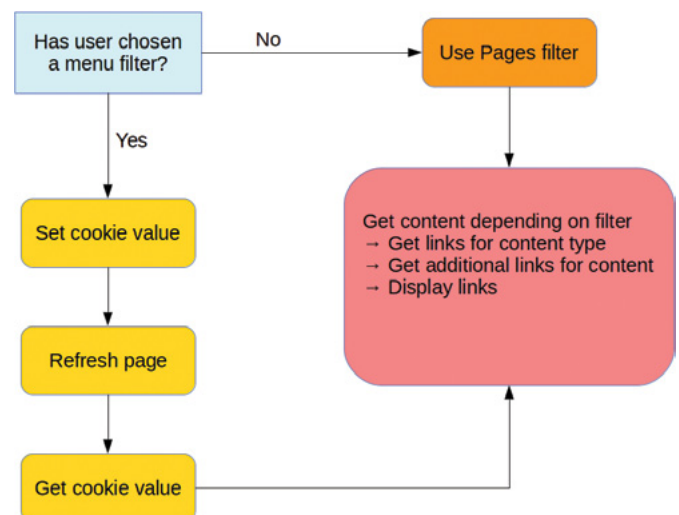 Has user chosen
a menu filter?
No
Use Pages filter
Yes
Set cookie value
Get content depending on filter
→ Get links for content type
→ Get additional links for content
→ Display links
Refresh page
Get cookie value